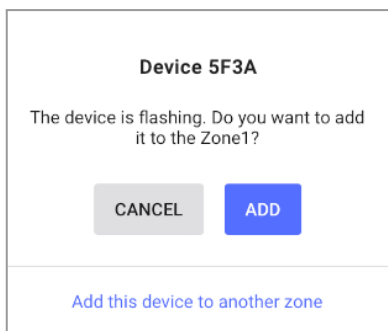 Device 5F3A
The device is flashing. Do you want to add
it to the Zone1?
CANCEL
ADD
Add this device to another zone